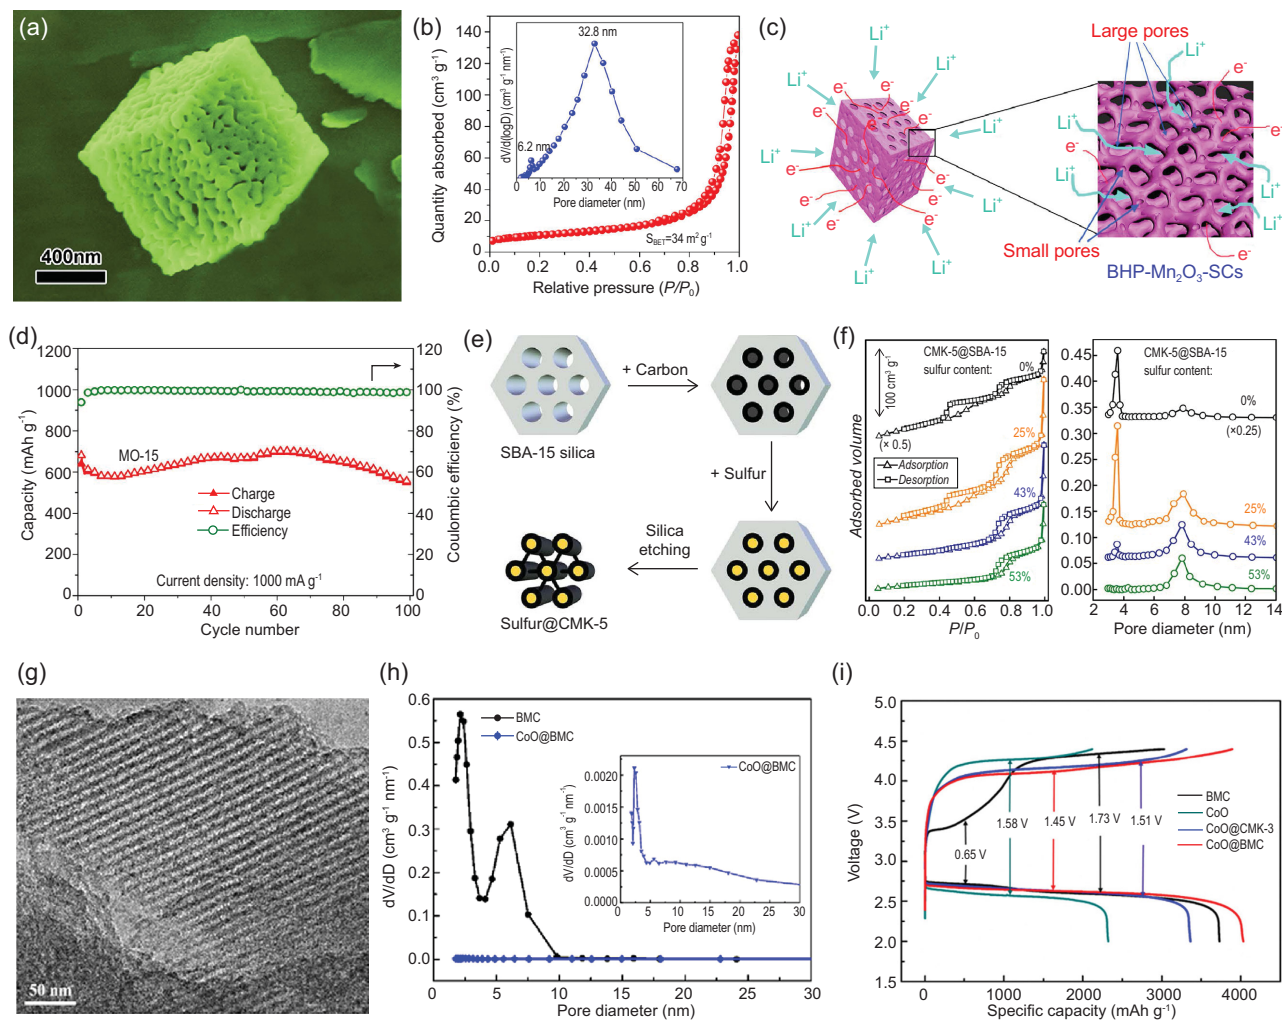 (a)
400nm
(b)
Quantity absorbed (cm³ g⁻¹)
140
120
100
80
60
40
20
0
0.0 0.2 0.4 0.6 0.8 1.0
Relative pressure (P/P₀)
S_BET=34 m² g⁻¹
dV/d(logD) (cm³ g⁻¹ nm⁻¹)
32.8 nm
6.2 nm
0 10 20 30 40 50 60 70
Pore diameter (nm)
(c)
Li⁺ Li⁺ Li⁺
Li⁺ Li⁺ Li⁺
Li⁺ Li⁺ Li⁺
Li⁺
e⁻ e⁻ e⁻ e⁻
e⁻ e⁻ e⁻
e⁻ e⁻ e⁻
e⁻ e⁻
Large pores
Li⁺ Li⁺
e⁻
Li⁺ e⁻
Li⁺ Li⁺
Li⁺
Small pores e⁻
BHP-Mn₂O₃-SCs
(d)
Capacity (mAh g⁻¹)
1200
1000
800
600
400
200
0
120
100
80
60
40
20
0
Coulombic efficiency (%)
MO-15
Charge
Discharge
Efficiency
Current density: 1000 mA g⁻¹
0 20 40 60 80 100
Cycle number
(e)
+ Carbon
SBA-15 silica
+ Sulfur
Silica
etching
Sulfur@CMK-5
(f)
Adsorbed volume
100 cm³ g⁻¹
CMK-5@SBA-15
sulfur content:
0%
(× 0.5)
25%
Adsorption
Desorption
43%
53%
0.0 0.2 0.4 0.6 0.8 1.0
P/P₀
0.45
0.40
0.35
0.30
0.25
0.20
0.15
0.10
0.05
0.00
CMK-5@SBA-15
sulfur content:
0%
(×0.25)
25%
43%
53%
2 4 6 8 10 12 14
Pore diameter (nm)
(g)
50 nm
(h)
dV/dD (cm³ g⁻¹ nm⁻¹)
0.6
0.5
0.4
0.3
0.2
0.1
0.0
BMC
CoO@BMC
0 5 10 15 20 25 30
Pore diameter (nm)
dV/dD (cm³ g⁻¹ nm⁻¹)
0.0020
0.0015
0.0010
0.0005
0.0000
CoO@BMC
0 5 10 15 20 25 30
Pore diameter (nm)
(i)
Voltage (V)
5.0
4.5
4.0
3.5
3.0
2.5
2.0
1.5
BMC
CoO
CoO@CMK-3
CoO@BMC
0.65 V
1.58 V
1.45 V
1.73 V
1.51 V
0 1000 2000 3000 4000
Specific capacity (mAh g⁻¹)